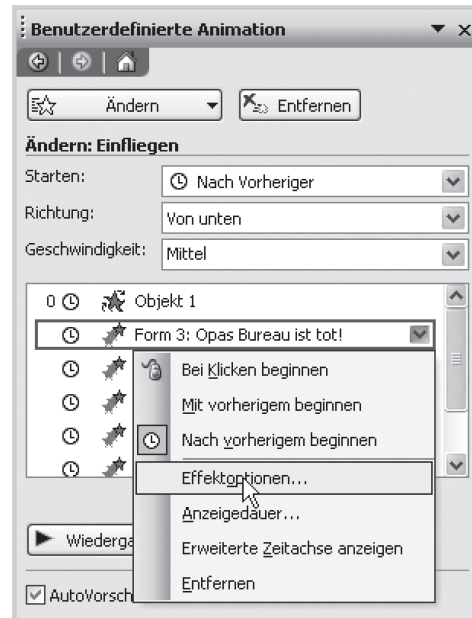 Benutzerdefinierte Animation
Ändern
Entfernen
Ändern: Einfliegen
Starten:
Nach Vorheriger
Richtung:
Von unten
Geschwindigkeit:
Mittel
0 Objekt 1
Form 3: Opas Bureau ist tot!
Bei Klicken beginnen
Mit vorherigem beginnen
Nach vorherigem beginnen
Effektoptionen...
Anzeigedauer...
Erweiterte Zeitachse anzeigen
Entfernen
Wiederga
AutoVorsch